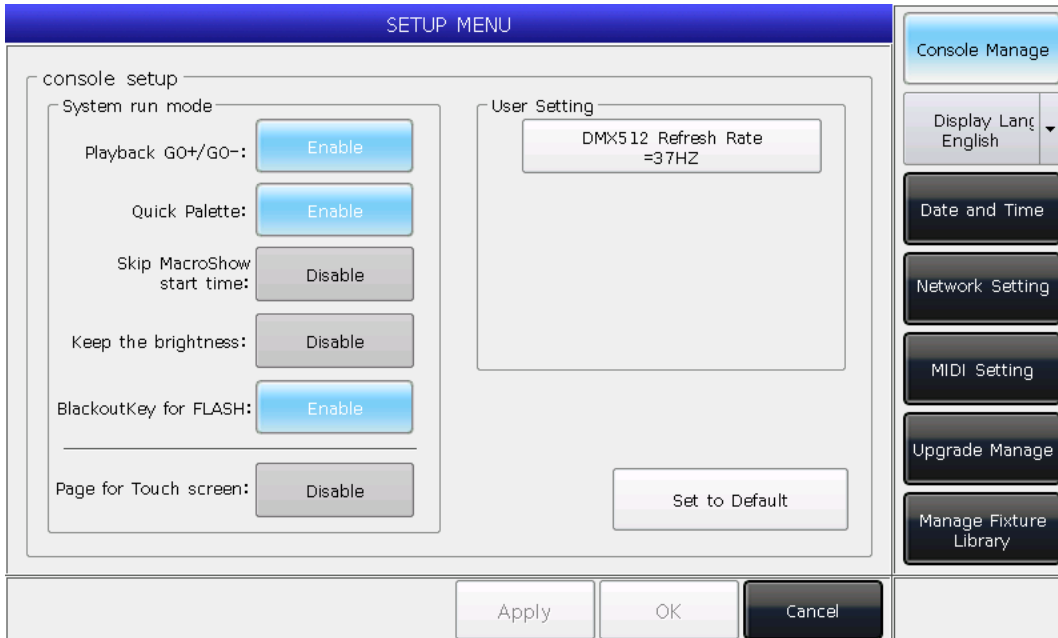 SETUP MENU
console setup
System run mode
Playback GO+/GO-:
Enable
Quick Palette:
Enable
Skip MacroShow
start time:
Disable
Keep the brightness:
Disable
BlackoutKey for FLASH:
Enable
Page for Touch screen:
Disable
User Setting
DMX512 Refresh Rate
=37HZ
Set to Default
Apply
OK
Cancel
Console Manage
Display Lang
English
Date and Time
Network Setting
MIDI Setting
Upgrade Manage
Manage Fixture
Library